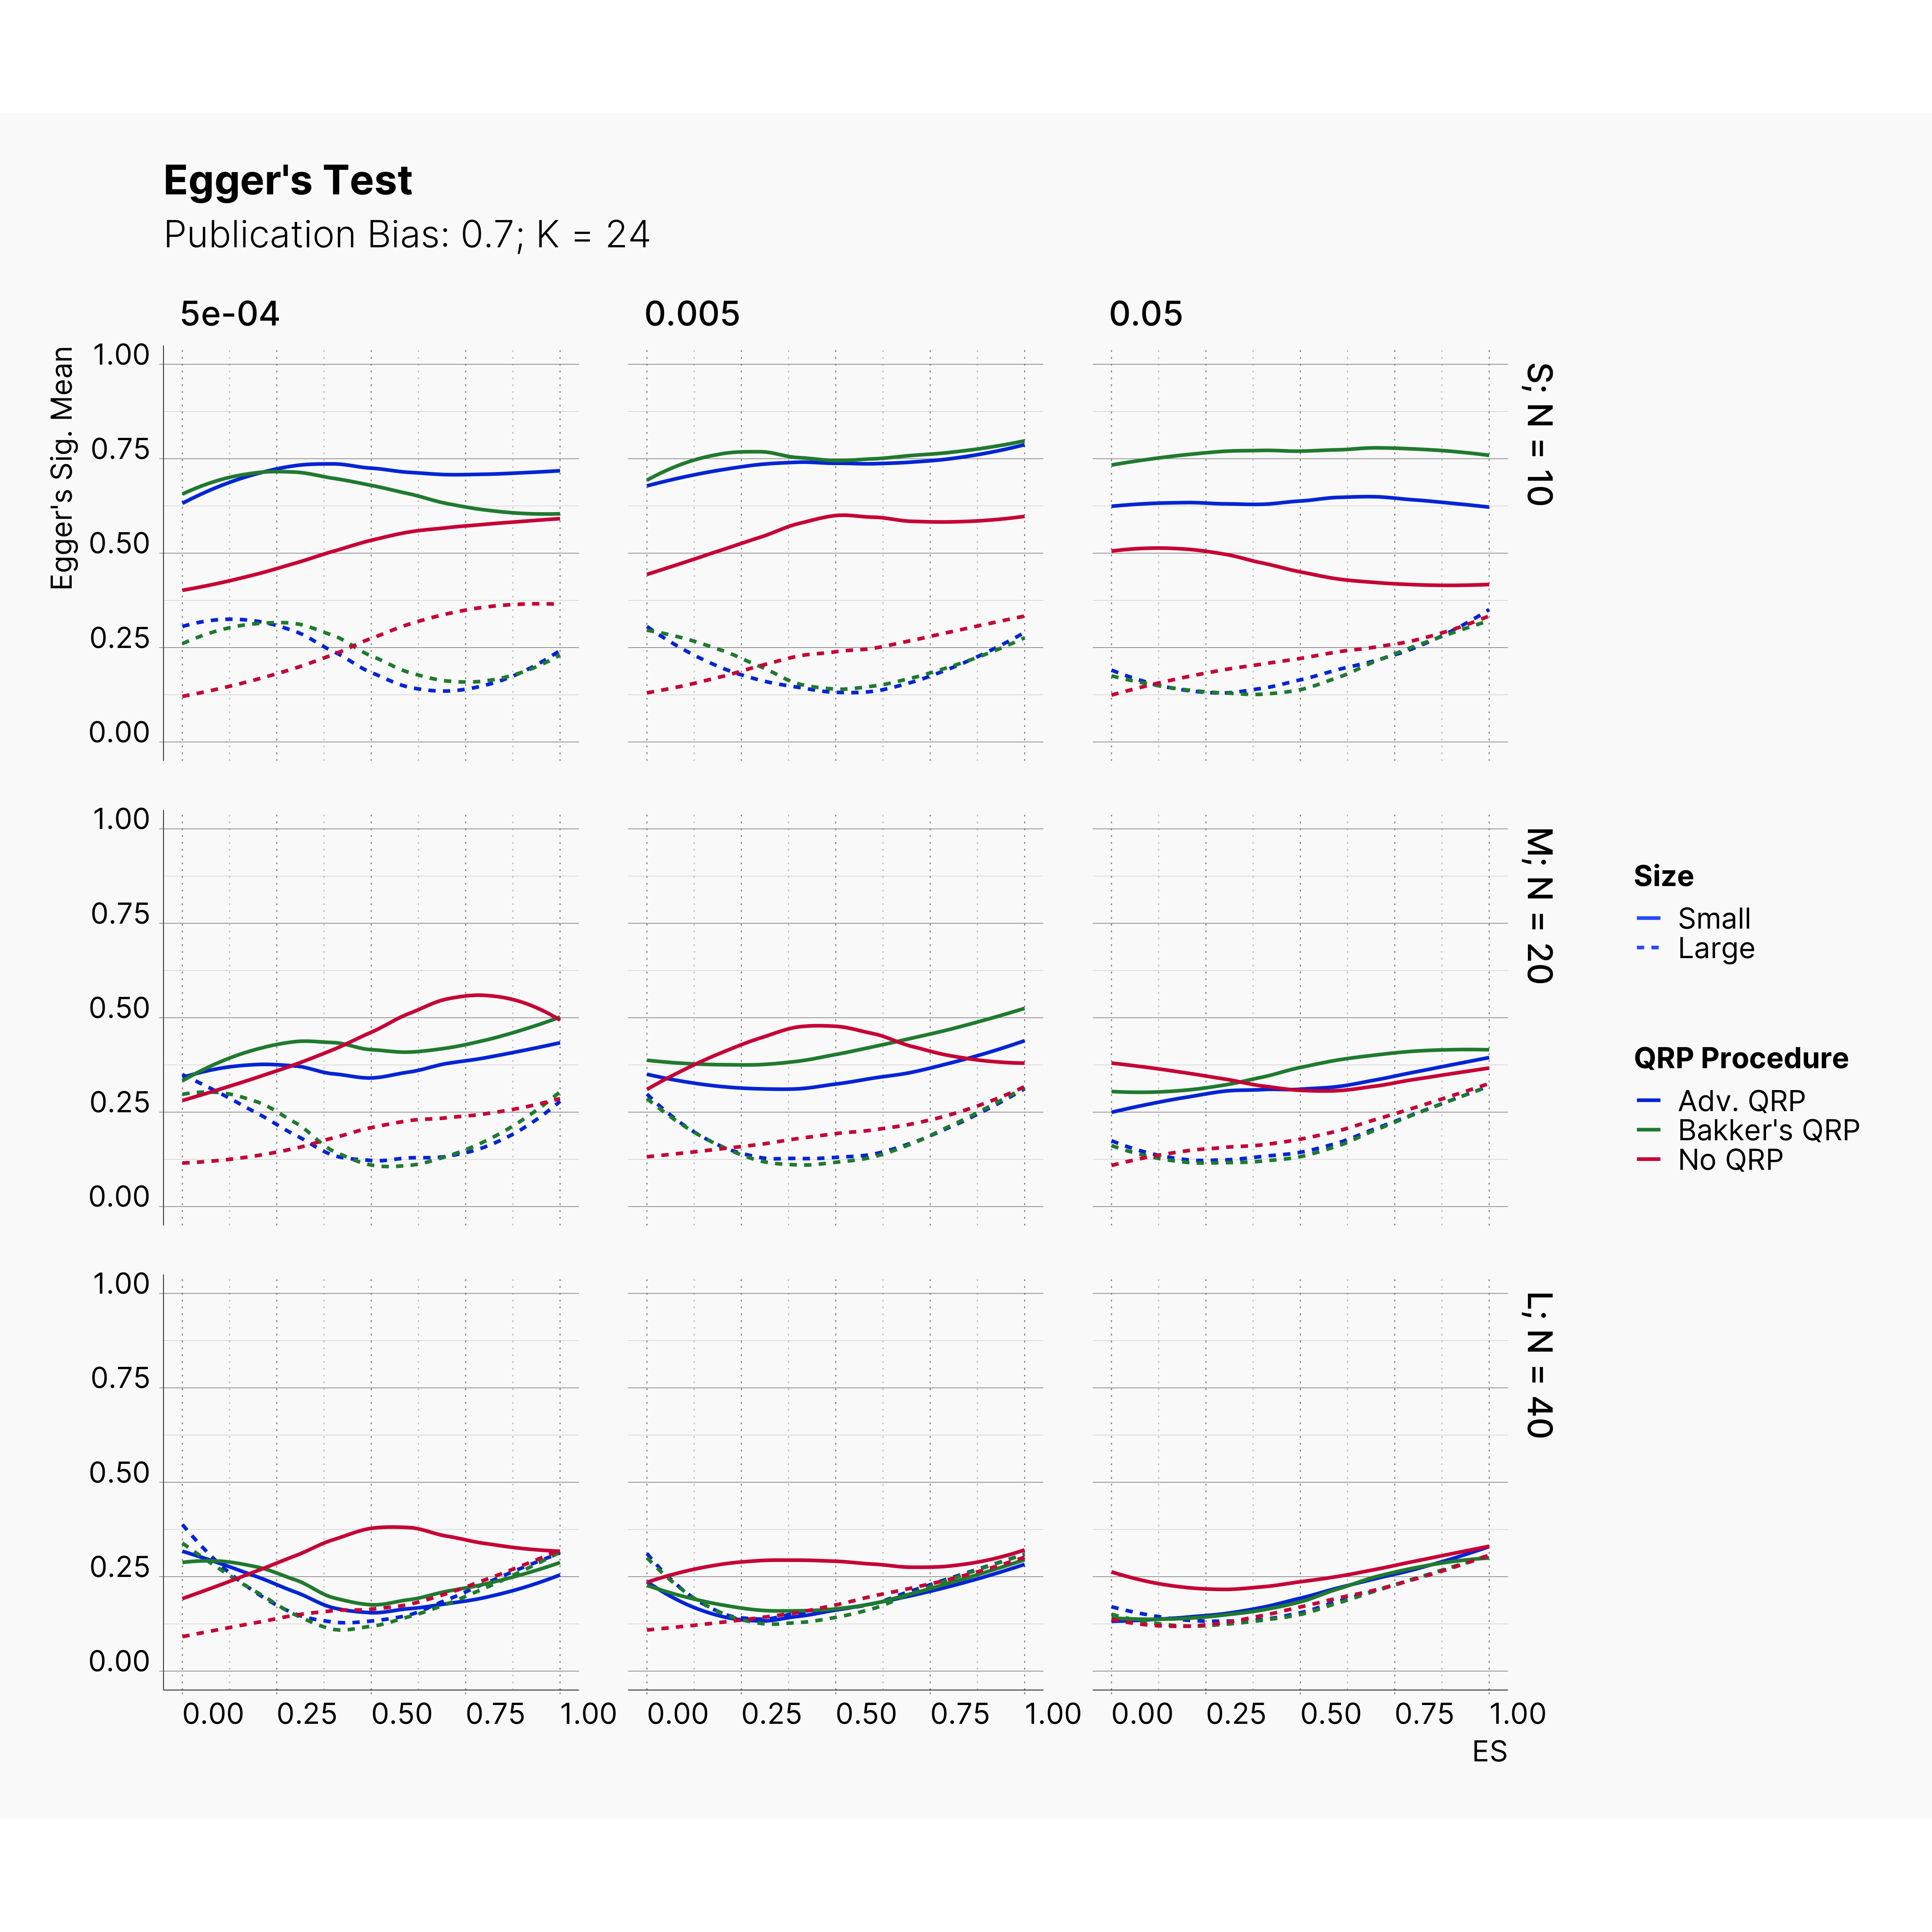 Egger's Test
Publication Bias: 0.7; K = 24
5e-04
0.005
0.05
Egger's Sig. Mean
1.00
0.75
0.50
0.25
0.00
S; N = 10
1.00
0.75
0.50
0.25
0.00
M; N = 20
1.00
0.75
0.50
0.25
0.00
L; N = 40
0.00 0.25 0.50 0.75 1.00 0.00 0.25 0.50 0.75 1.00 0.00 0.25 0.50 0.75 1.00
ES
Size
Small
Large
QRP Procedure
Adv. QRP
Bakker's QRP
No QRP